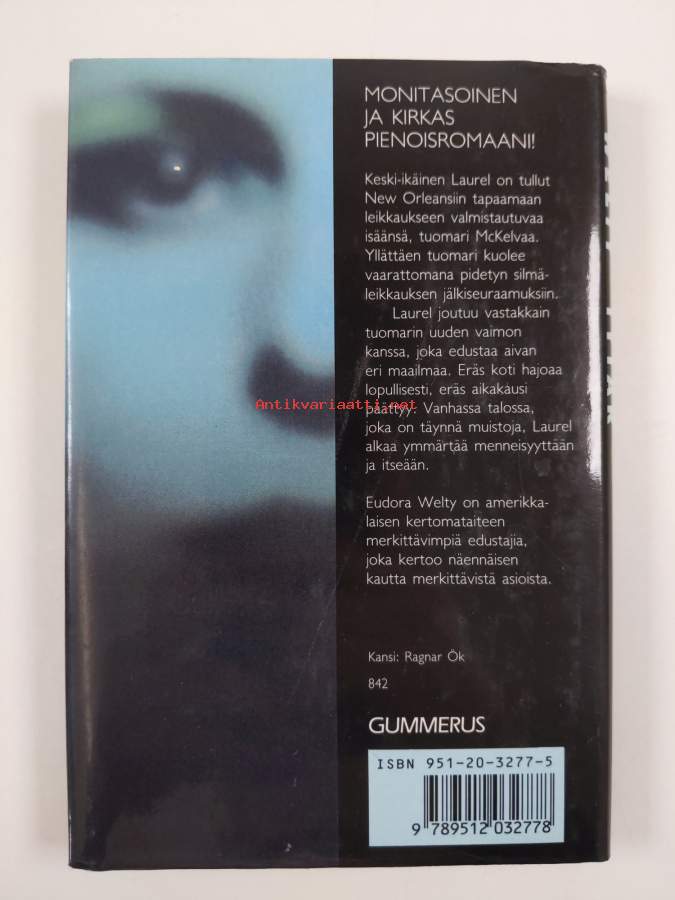 MONITASOINEN
JA KIRKAS
PIENOISROMAANI!
Keski-ikäinen Laurel on tullut
New Orleansiin tapaamaan
leikkaukseen valmistautuvaa
isäänsä, tuomari McKelvaa.
Yllättäen tuomari kuolee
vaarattomana pidetyn silmä-
leikkauksen jälkiseuraamuksiin.
Laurel joutuu vastakkain
tuomarin uuden vaimon
kanssa, joka edustaa aivan
eri maailmaa. Eräs koti hajoaa
lopullisesti, eräs aikakausi
päättyy. Vanhassa talossa,
joka on täynnä muistoja, Laurel
alkaa ymmärtää menneisyyttään
ja itseään.
Eudora Welty on amerikka-
laisen kertomataiteen
merkittävimpiä edustajia,
joka kertoo näennäisen
kautta merkittävistä asioista.
Kansi: Ragnar Ök
842
GUMMERUS
ISBN 951-20-3277-5
9 789512 032778
Antikvariaatti.net